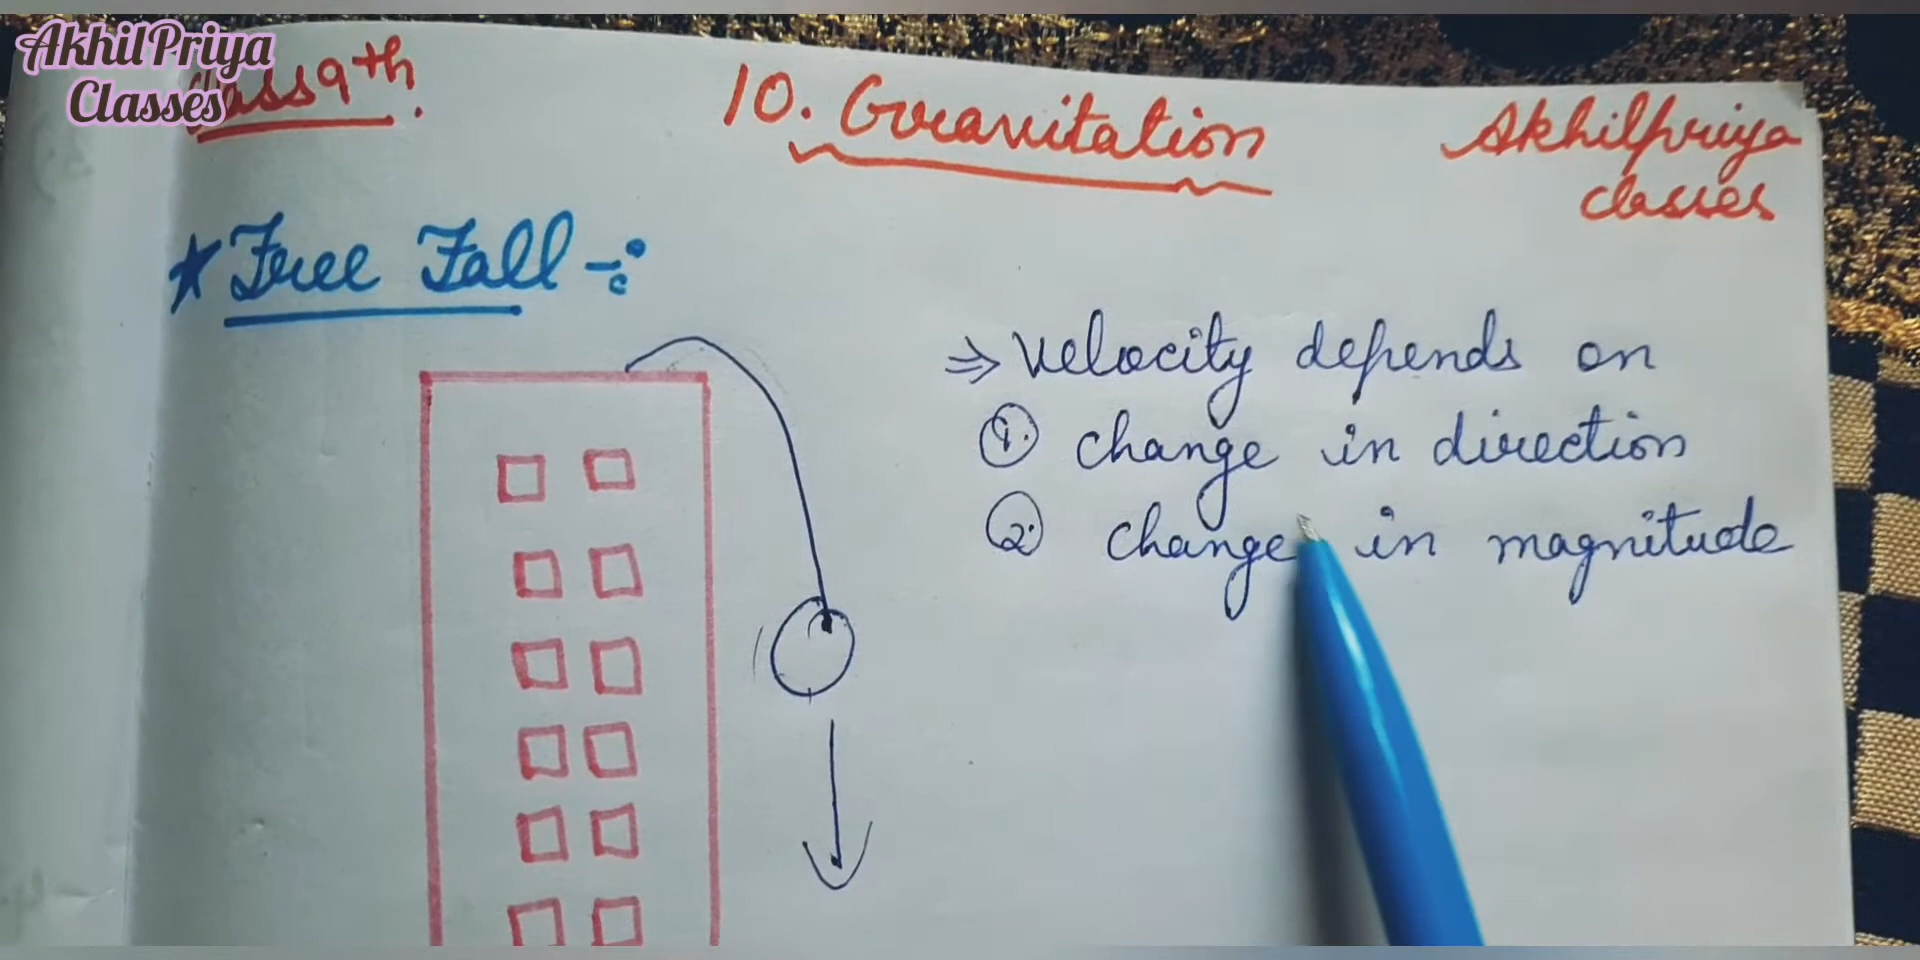 AkhilPriya
Classes
Class 9th.
10. Gravitation
Akhilpriya
classes
* Free Fall -:
⇒ Velocity depends on
① change in direction
② change in magnitude